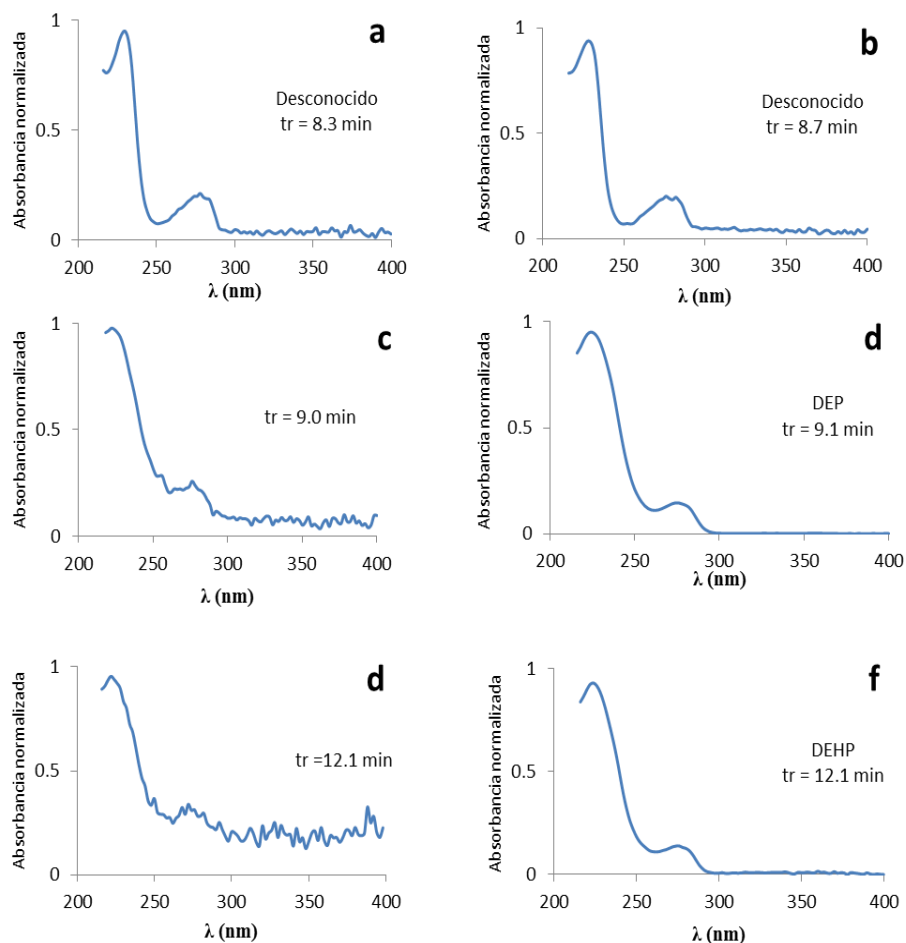 a
Absorbancia normalizada
1
0.5
0
Desconocido
tr = 8.3 min
200 250 300 350 400
λ (nm)
b
Absorbancia normalizada
1
0.5
0
Desconocido
tr = 8.7 min
200 250 300 350 400
λ (nm)
c
Absorbancia normalizada
1
0.5
0
tr = 9.0 min
200 250 300 350 400
λ (nm)
d
Absorbancia normalizada
1
0.5
0
DEP
tr = 9.1 min
200 250 300 350 400
λ (nm)
d
Absorbancia normalizada
1
0.5
0
tr =12.1 min
200 250 300 350 400
λ (nm)
f
Absorbancia normalizada
1
0.5
0
DEHP
tr = 12.1 min
200 250 300 350 400
λ (nm)